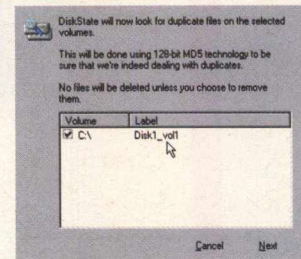 DiskState will now look for duplicate files on the selected
volumes.
This will be done using 128-bit MD5 technology to be
sure that we're indeed dealing with duplicates.
No files will be deleted unless you choose to remove
them.
Volume Label
C:\ Disk1_vol1
Cancel Next